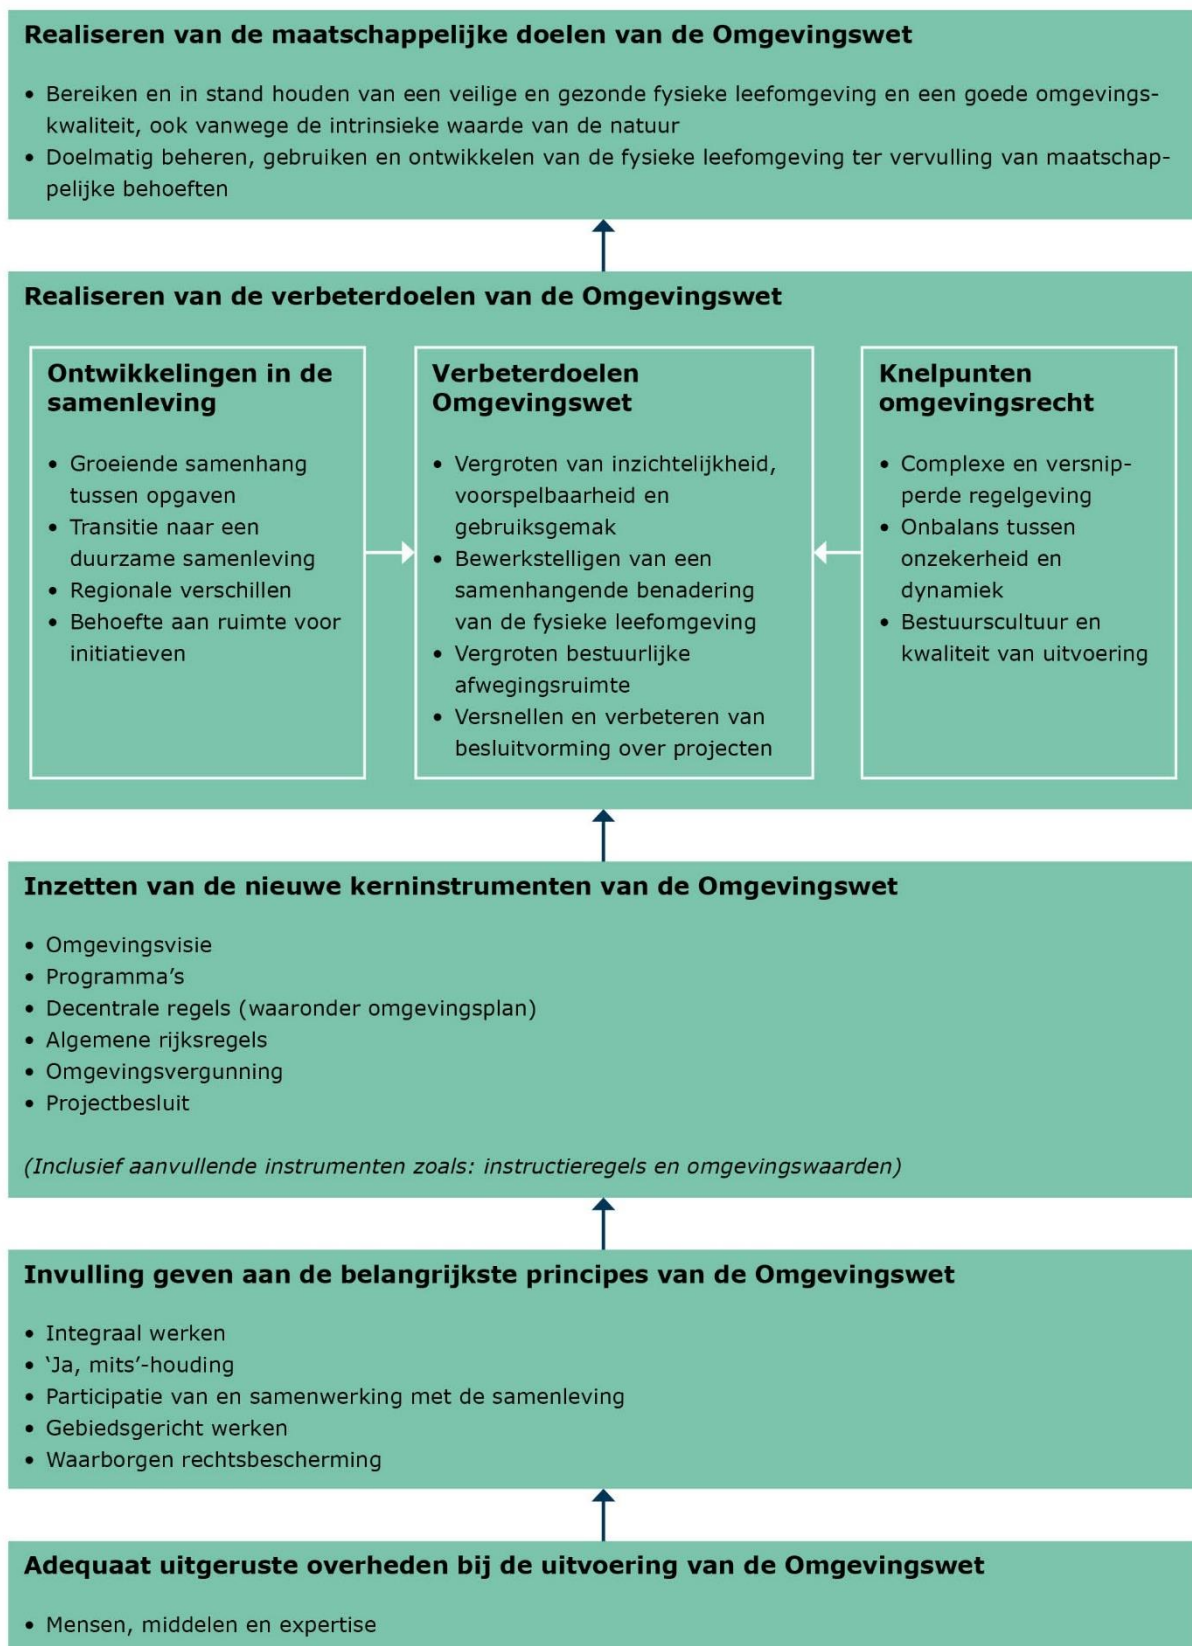 Realiseren van de maatschappelijke doelen van de Omgevingswet
• Bereiken en in stand houden van een veilige en gezonde fysieke leefomgeving en een goede omgevings-
kwaliteit, ook vanwege de intrinsieke waarde van de natuur
• Doelmatig beheren, gebruiken en ontwikkelen van de fysieke leefomgeving ter vervulling van maatschap-
pelijke behoeften
Realiseren van de verbeterdoelen van de Omgevingswet
Ontwikkelingen in de
samenleving
• Groeiende samenhang
tussen opgaven
• Transitie naar een
duurzame samenleving
• Regionale verschillen
• Behoefte aan ruimte voor
initiatieven
Verbeterdoelen
Omgevingswet
• Vergroten van inzichtelijkheid,
voorspelbaarheid en
gebruiksgemak
• Bewerkstelligen van een
samenhangende benadering
van de fysieke leefomgeving
• Vergroten bestuurlijke
afwegingsruimte
• Versnellen en verbeteren van
besluitvorming over projecten
Knelpunten
omgevingsrecht
• Complexe en versnip-
perde regelgeving
• Onbalans tussen
onzekerheid en
dynamiek
• Bestuurscultuur en
kwaliteit van uitvoering
Inzetten van de nieuwe kerninstrumenten van de Omgevingswet
• Omgevingsvisie
• Programma's
• Decentrale regels (waaronder omgevingsplan)
• Algemene rijksregels
• Omgevingsvergunning
• Projectbesluit
(Inclusief aanvullende instrumenten zoals: instructieregels en omgevingswaarden)
Invulling geven aan de belangrijkste principes van de Omgevingswet
• Integraal werken
• ‘Ja, mits’-houding
• Participatie van en samenwerking met de samenleving
• Gebiedsgericht werken
• Waarborgen rechtsbescherming
Adequaat uitgeruste overheden bij de uitvoering van de Omgevingswet
• Mensen, middelen en expertise